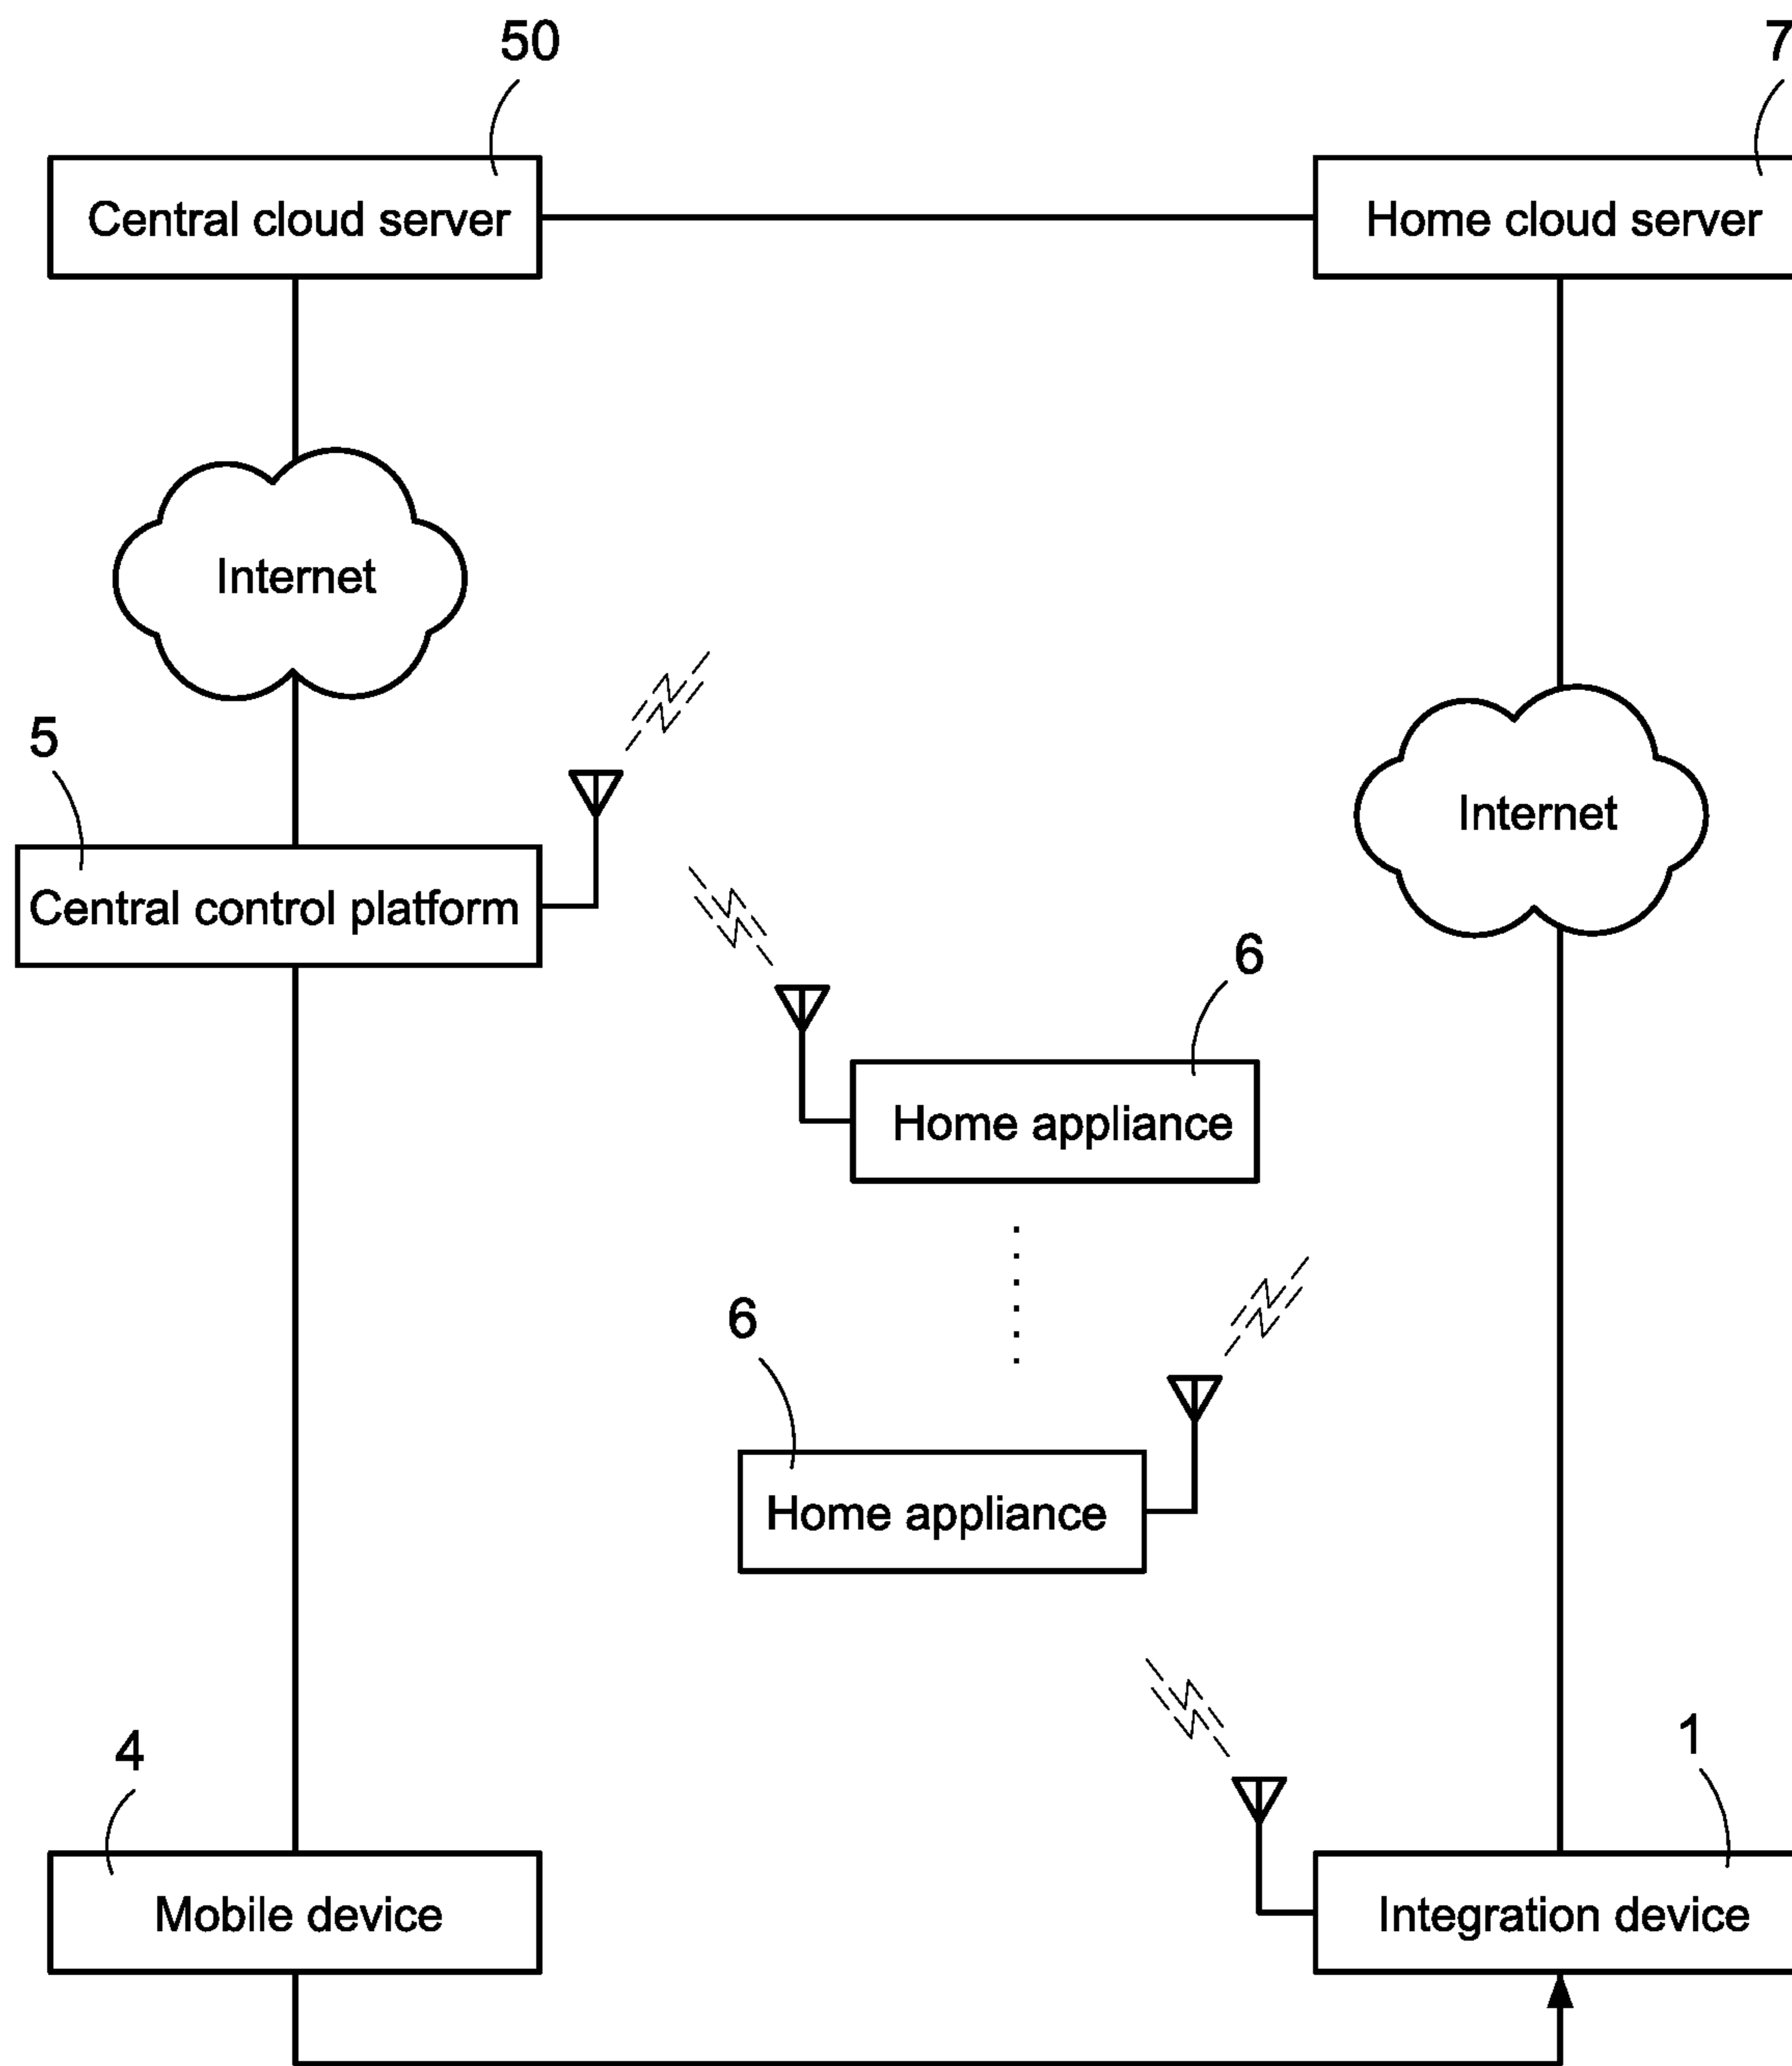 50
7
Central cloud server
Home cloud server
Internet
5
Internet
Central control platform
6
Home appliance
6
Home appliance
4
1
Mobile device
Integration device